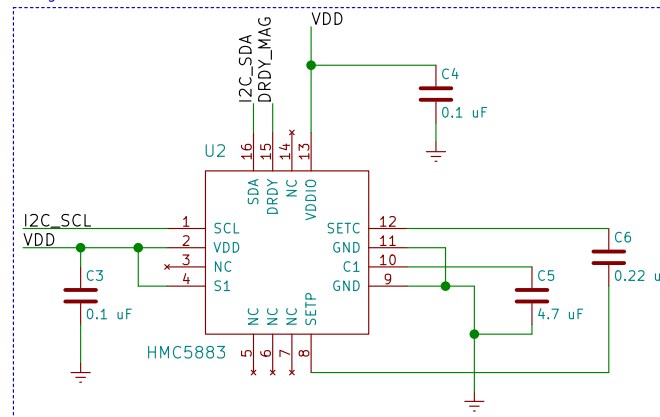 VDD
I2C_SDA
DRDY_MAG
C4
0.1 uF
U2
16
15
14
13
SDA
DRDY
NC
VDDIO
I2C_SCL
1
SCL
SETC
12
VDD
2
VDD
GND
11
C6
3
NC
C1
10
C3
C5
0.22 u
4
S1
GND
9
0.1 uF
4.7 uF
NC
NC
NC
SETP
HMC5883
5
6
7
8